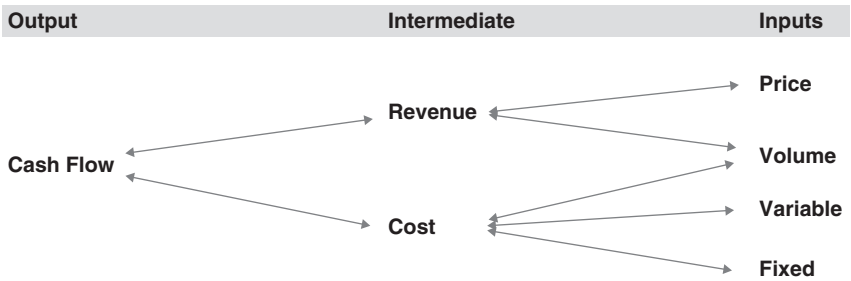 Output Intermediate Inputs
Price
Revenue
Volume
Cash Flow
Variable
Cost
Fixed